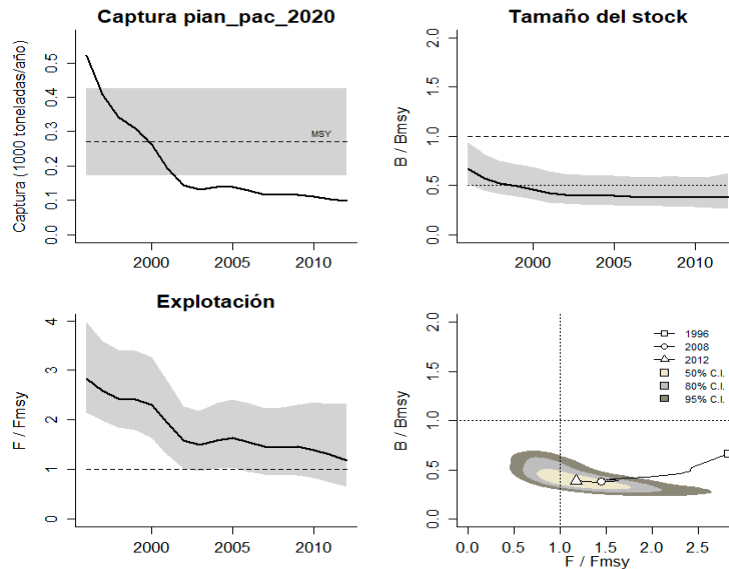 Captura pian_pac_2020
Captura (1000 toneladas/año)
0.0 0.1 0.2 0.3 0.4 0.5
MSY
2000 2005 2010
Tamaño del stock
B / Bmsy
0.0 0.5 1.0 1.5 2.0
2000 2005 2010
Explotación
F / Fmsy
0 1 2 3 4
2000 2005 2010
B / Bmsy
0.0 0.5 1.0 1.5 2.0
1996
2008
2012
50% C.I.
80% C.I.
95% C.I.
0.0 0.5 1.0 1.5 2.0 2.5
F / Fmsy